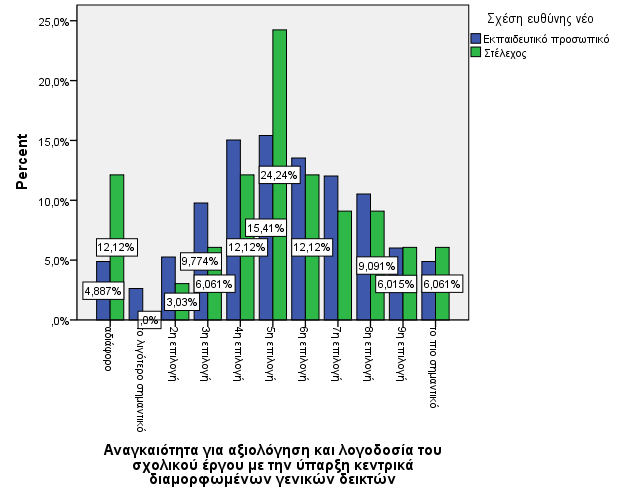 Σχέση ευθύνης νέο
Εκπαιδευτικό προσωπικό
Στέλεχος
Percent
25,0%
20,0%
15,0%
10,0%
5,0%
,0%
4,887%
12,12%
,0%
3,03%
9,774%
6,061%
12,12%
15,41%
24,24%
12,12%
9,091%
6,015%
6,061%
αδιάφορο
το λιγότερο σημαντικό
2η επιλογή
3η επιλογή
4η επιλογή
5η επιλογή
6η επιλογή
7η επιλογή
8η επιλογή
9η επιλογή
Το πιο σημαντικό
Αναγκαιότητα για αξιολόγηση και λογοδοσία του
σχολικού έργου με την ύπαρξη κεντρικά
διαμορφωμένων γενικών δεικτών